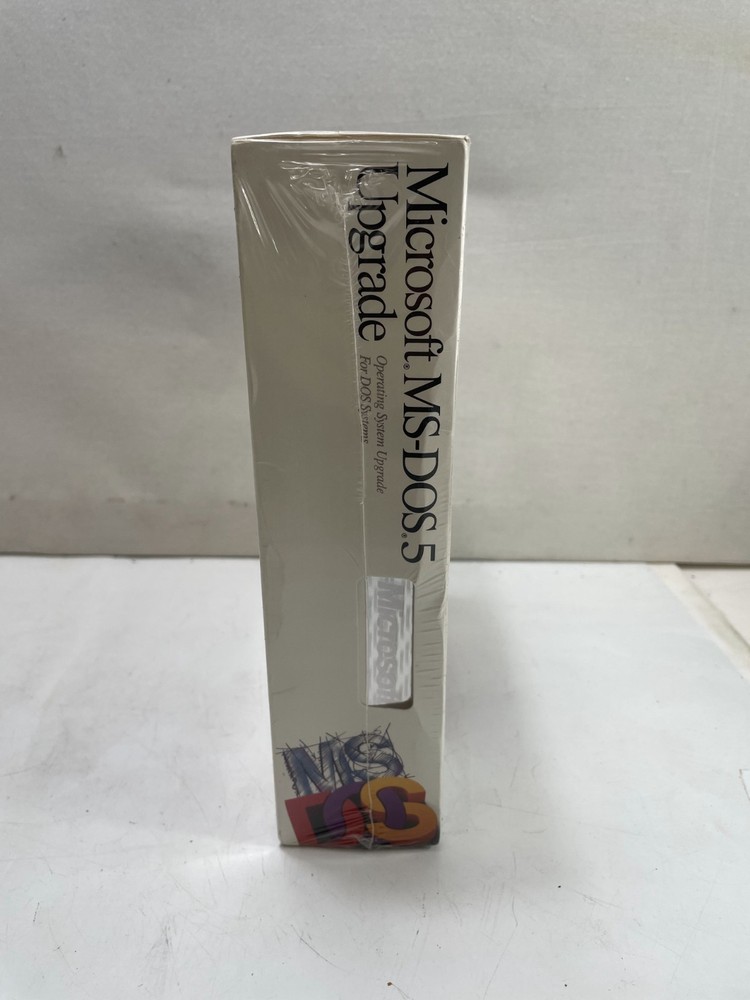 Microsoft® MS-DOS® 5
Upgrade
Operating System Upgrade
For DOS Systems
Microsoft
MS
DOS